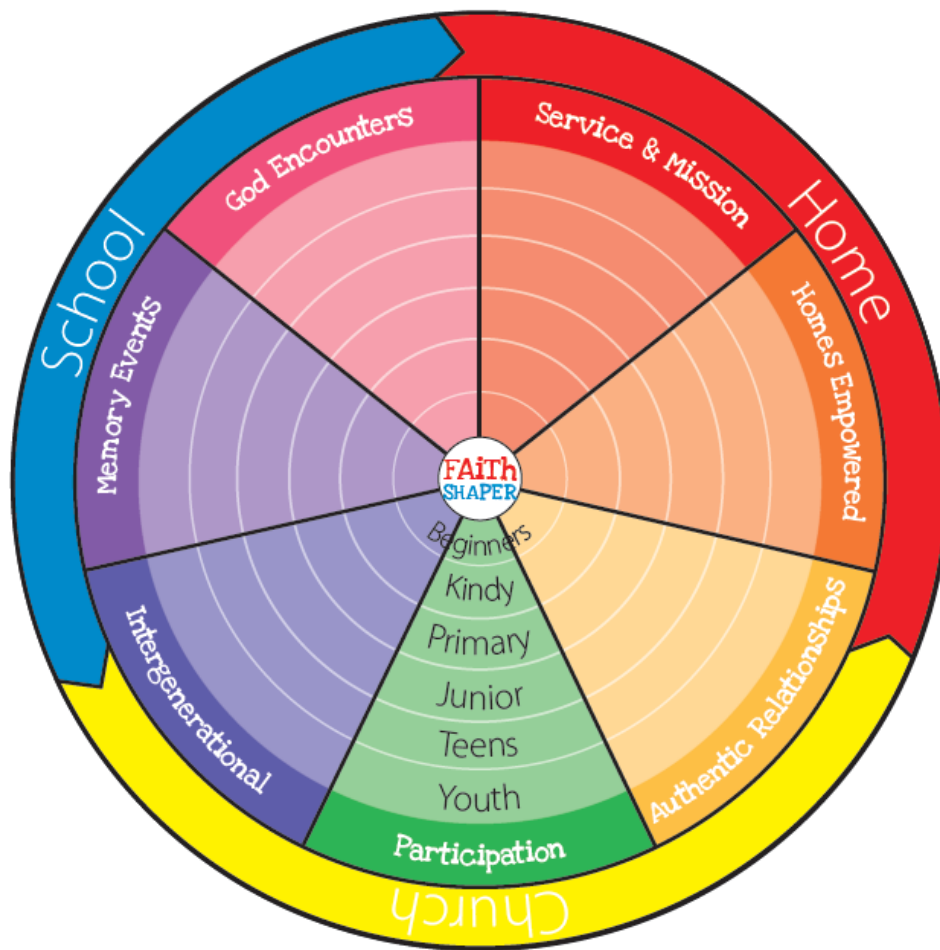 School
Home
Church
God Encounters
Service & Mission
Homes Empowered
Authentic Relationships
Participation
Intergenerational
Memory Events
FAiTh
SHAPER
Beginners
Kindy
Primary
Junior
Teens
Youth